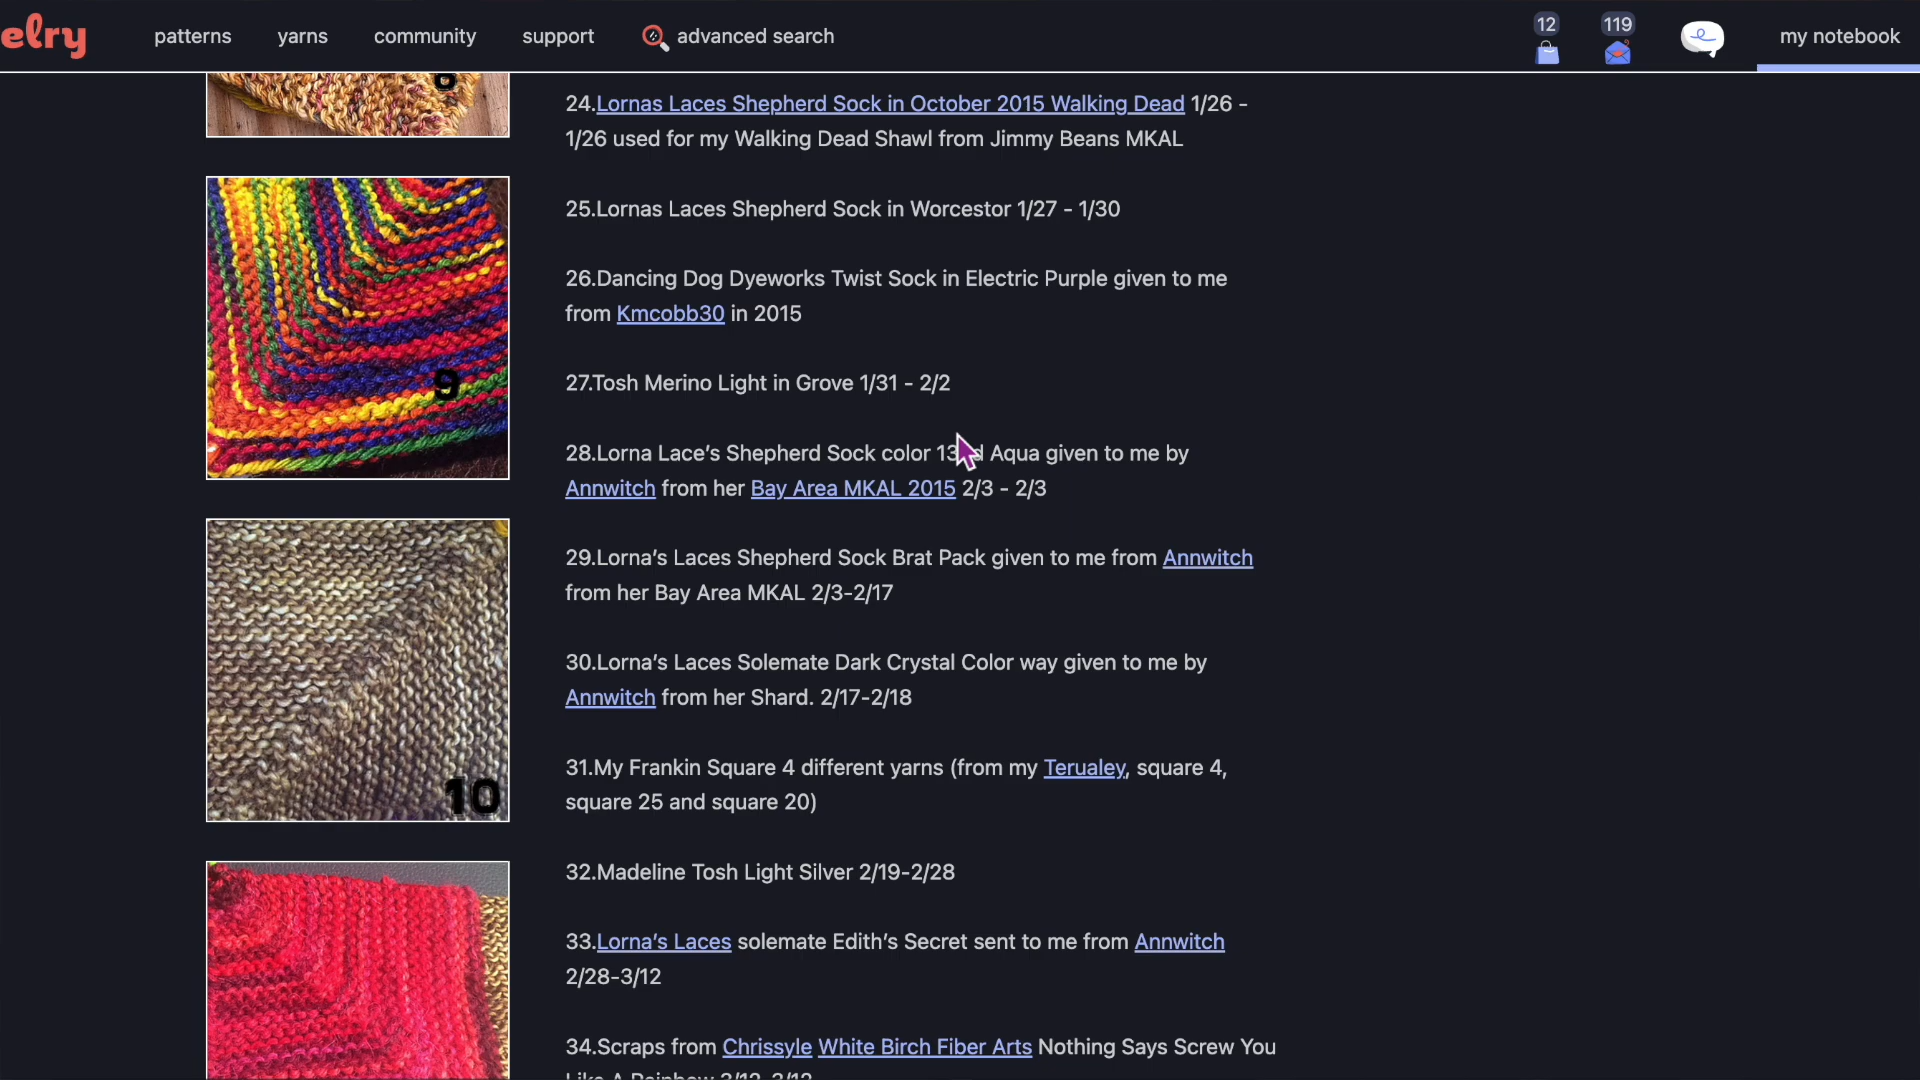 elry
patterns
yarns
community
support
advanced search
12
119
my notebook
8
24.Lornas Laces Shepherd Sock in October 2015 Walking Dead 1/26 -
1/26 used for my Walking Dead Shawl from Jimmy Beans MKAL
25.Lornas Laces Shepherd Sock in Worcestor 1/27 - 1/30
26.Dancing Dog Dyeworks Twist Sock in Electric Purple given to me
from Kmcobb30 in 2015
27.Tosh Merino Light in Grove 1/31 - 2/2
9
28.Lorna Lace’s Shepherd Sock color Aqua given to me by
Annwitch from her Bay Area MKAL 2015 2/3 - 2/3
29.Lorna’s Laces Shepherd Sock Brat Pack given to me from Annwitch
from her Bay Area MKAL 2/3-2/17
30.Lorna’s Laces Solemate Dark Crystal Color way given to me by
Annwitch from her Shard. 2/17-2/18
31.My Frankin Square 4 different yarns (from my Terualey, square 4,
square 25 and square 20)
10
32.Madeline Tosh Light Silver 2/19-2/28
33.Lorna’s Laces solemate Edith’s Secret sent to me from Annwitch
2/28-3/12
34.Scraps from Chrissyle White Birch Fiber Arts Nothing Says Screw You
Like A Rainbow 3/12-3/12